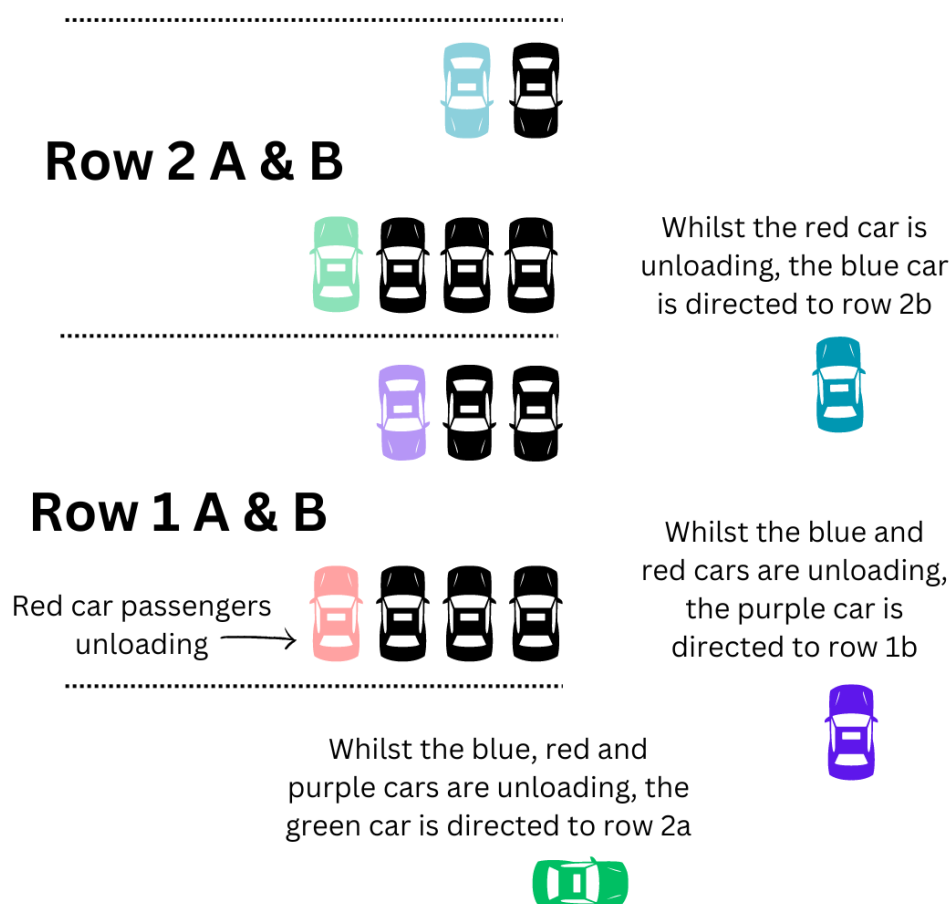 Row 2 A & B
Whilst the red car is
unloading, the blue car
is directed to row 2b
Row 1 A & B
Red car passengers
unloading
Whilst the blue and
red cars are unloading,
the purple car is
directed to row 1b
Whilst the blue, red and
purple cars are unloading, the
green car is directed to row 2a